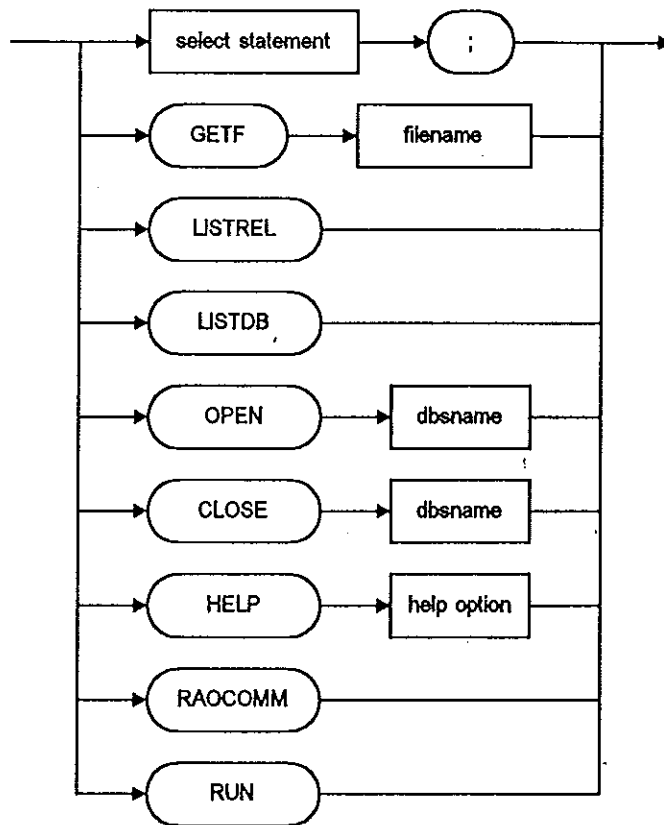 select statement ;
GETF filename
LISTREL
LISTDB
OPEN dbsname
CLOSE dbsname
HELP help option
RAOCOMM
RUN